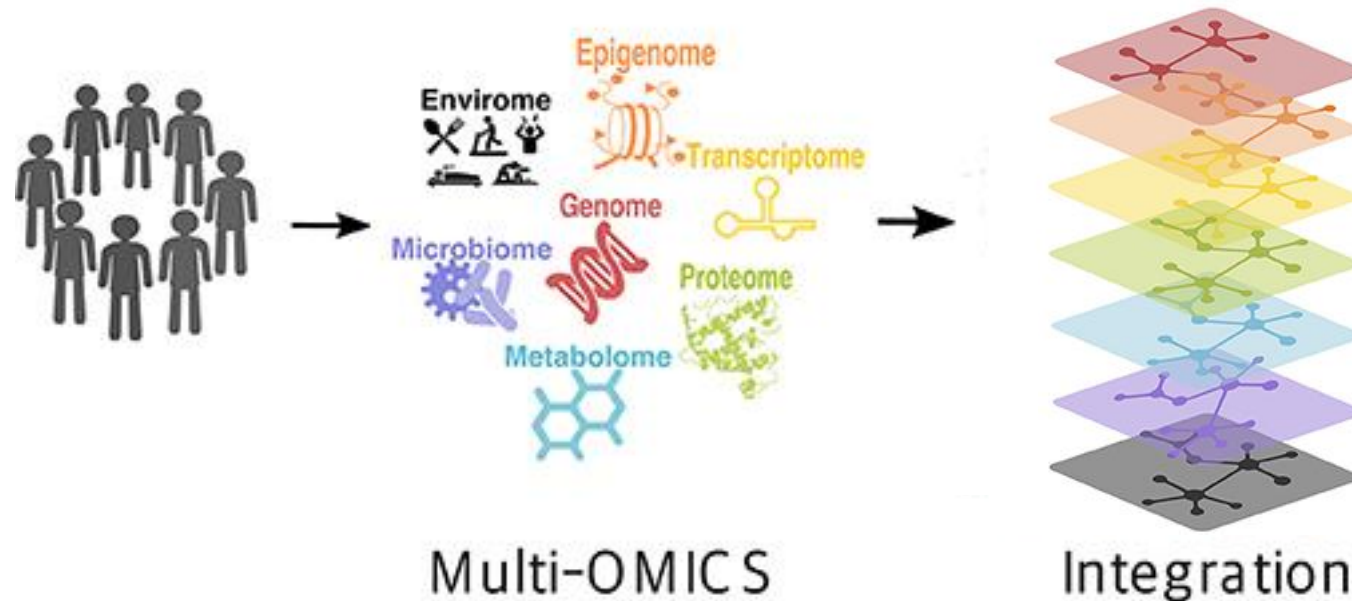 Epigenome
Envirome
Transcriptome
Genome
Microbiome
Proteome
Metabolome
Multi-OMICS
Integration